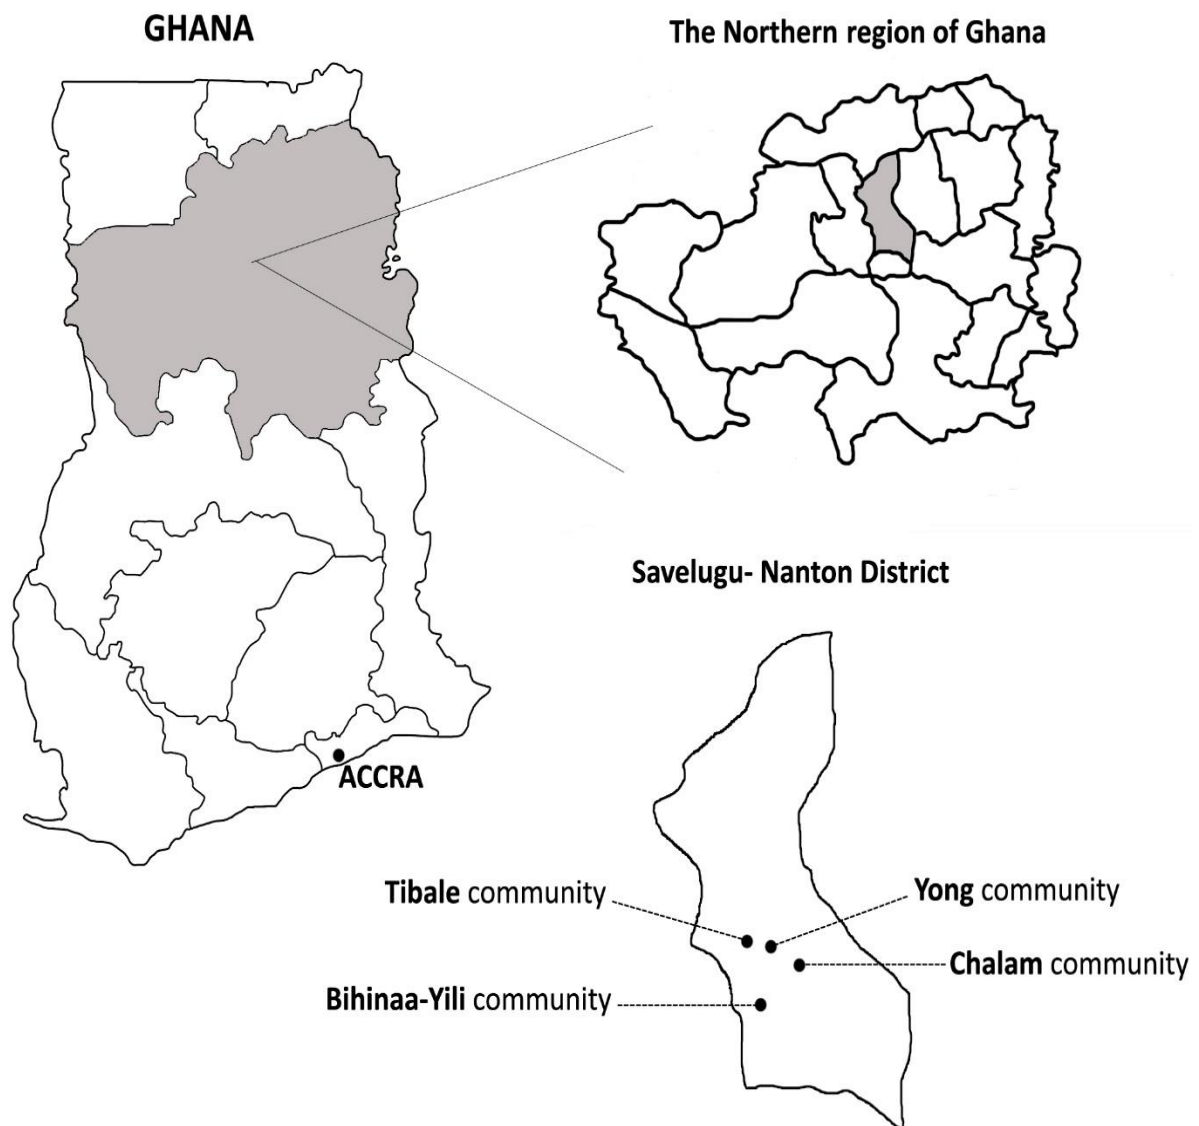 GHANA
The Northern region of Ghana
ACCRA
Savelugu- Nanton District
Tibale community
Yong community
Chalam community
Bihinaa-Yili community